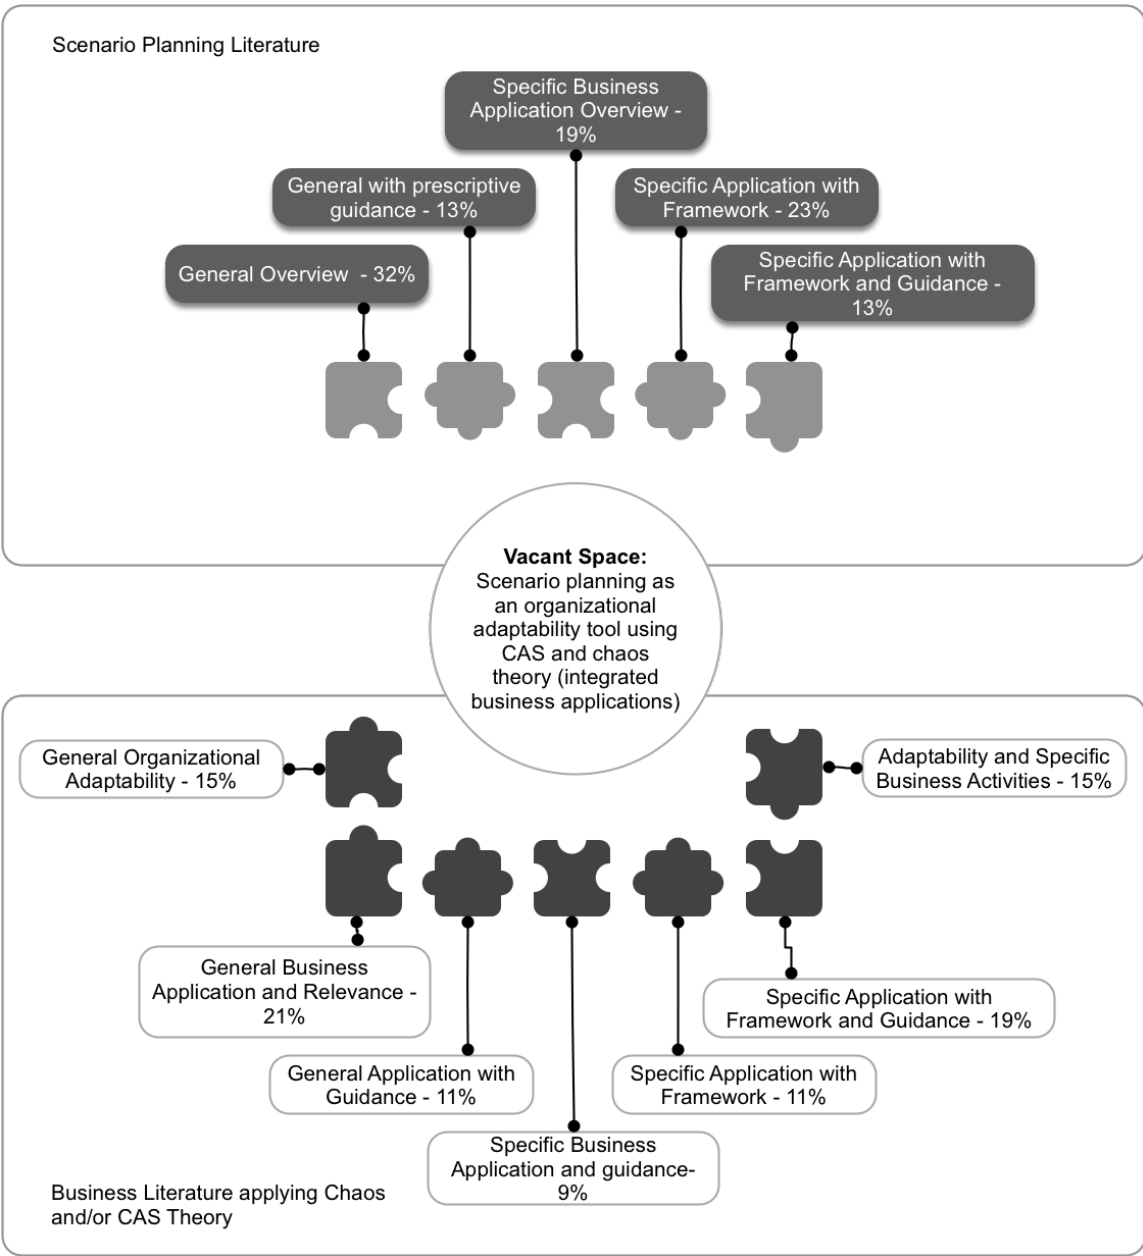 Scenario Planning Literature
Specific Business
Application Overview -
19%
General with prescriptive
guidance - 13%
Specific Application with
Framework - 23%
General Overview  - 32%
Specific Application with
Framework and Guidance -
13%
Vacant Space:
Scenario planning as
an organizational
adaptability tool using
CAS and chaos
theory (integrated
business applications)
General Organizational
Adaptability - 15%
Adaptability and Specific
Business Activities - 15%
General Business
Application and Relevance -
21%
Specific Application with
Framework and Guidance - 19%
General Application with
Guidance - 11%
Specific Application with
Framework - 11%
Specific Business
Application and guidance-
9%
Business Literature applying Chaos
and/or CAS Theory